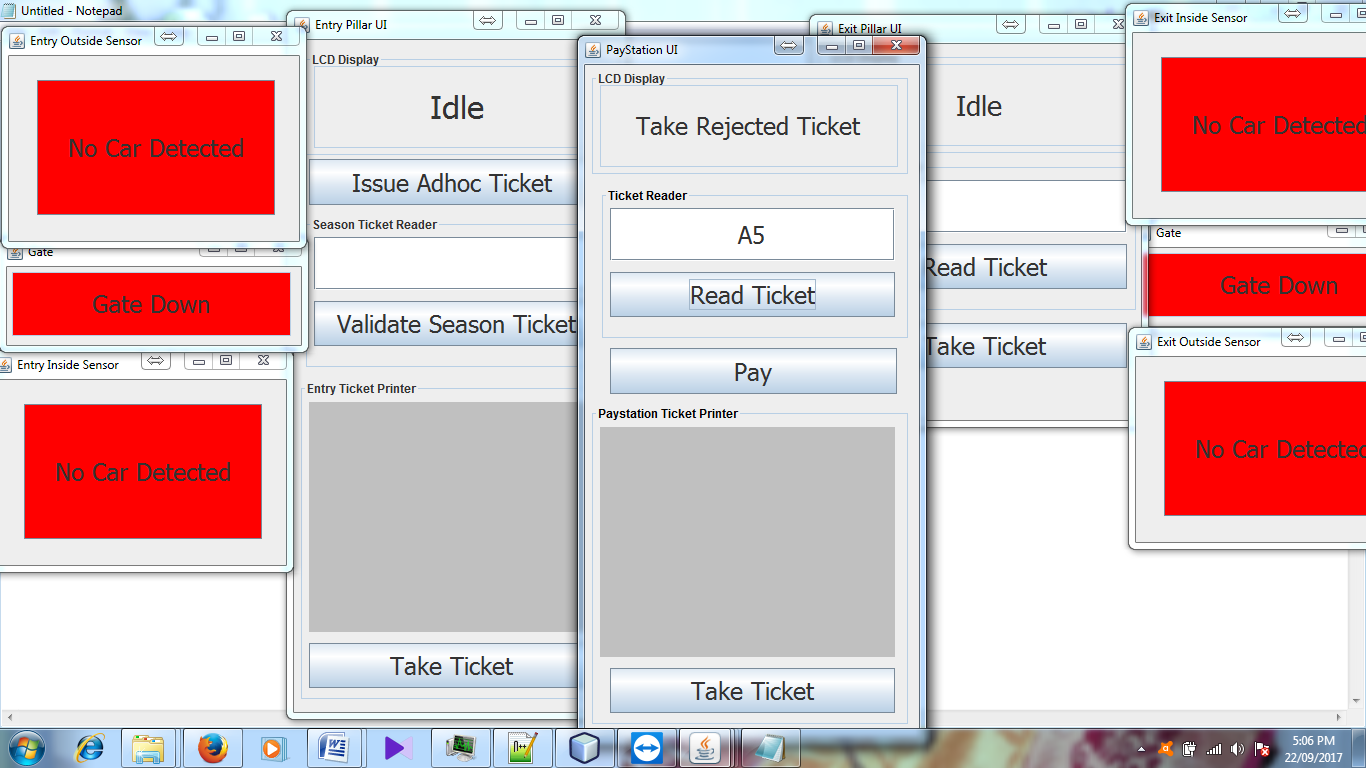 Untitled - Notepad
Entry Outside Sensor
No Car Detected
Gate
Gate Down
Entry Inside Sensor
No Car Detected
Entry Pillar UI
LCD Display
Idle
Issue Adhoc Ticket
Season Ticket Reader
Validate Season Ticket
Entry Ticket Printer
Take Ticket
PayStation UI
LCD Display
Take Rejected Ticket
Ticket Reader
A5
Read Ticket
Pay
Paystation Ticket Printer
Take Ticket
Exit Pillar UI
Idle
Read Ticket
Take Ticket
Exit Inside Sensor
No Car Detected
Gate
Gate Down
Exit Outside Sensor
No Car Detected
5:06 PM
22/09/2017